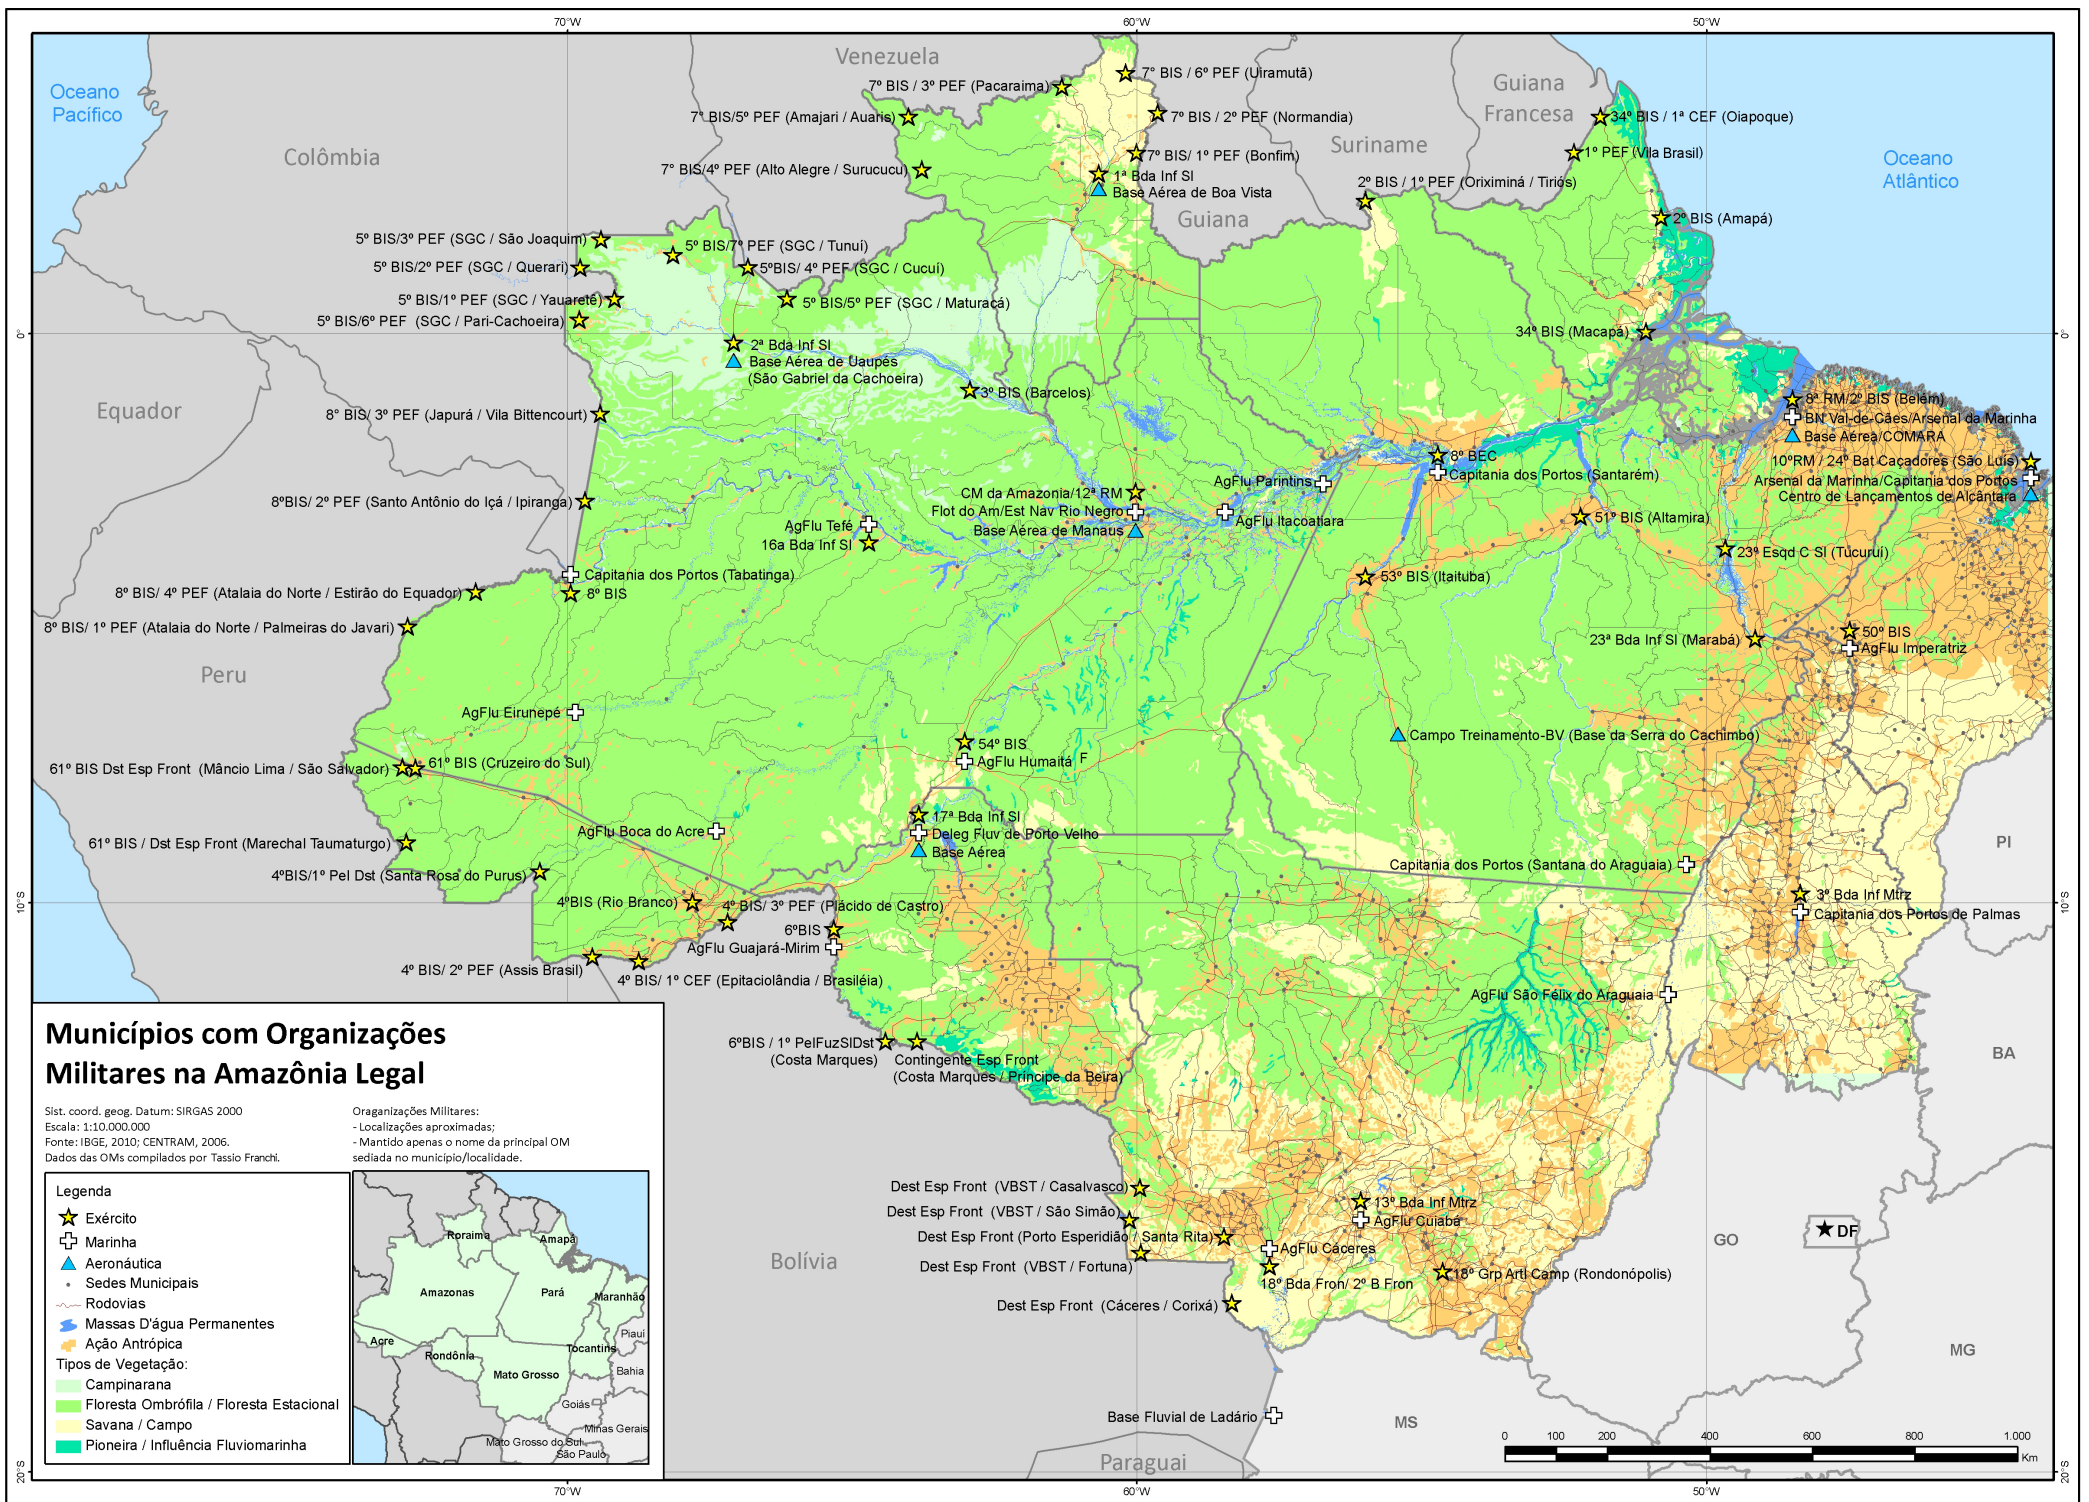 70°W
60°W
50°W
Oceano
Pacífico
Colômbia
Venezuela
Guiana
Suriname
Guiana
Francesa
Oceano
Atlântico
Equador
Peru
Bolívia
Paraguai
0°
0°
10°S
10°S
20°S
20°S
7° BIS / 6º PEF (Uiramutã)
7º BIS / 3º PEF (Pacaraima)
7° BIS/5º PEF (Amajari / Auaris)
7º BIS / 2º PEF (Normandia)
7º BIS/ 1º PEF (Bonfim)
7° BIS/4º PEF (Alto Alegre / Surucucu)
1ª Bda Inf Sl
Base Aérea de Boa Vista
34º BIS / 1ª CEF (Oiapoque)
1º PEF (Vila Brasil)
2º BIS / 1º PEF (Oriximiná / Tiriós)
2º BIS (Amapá)
5º BIS/3º PEF (SGC / São Joaquim)
5º BIS/7º PEF (SGC / Tunuí)
5º BIS/2º PEF (SGC / Querari)
5ºBIS/ 4º PEF (SGC / Cucuí)
5º BIS/1º PEF (SGC / Yauaretê)
5º BIS/5º PEF (SGC / Maturacá)
5º BIS/6º PEF (SGC / Pari-Cachoeira)
34º BIS (Macapá)
2ª Bda Inf Sl
Base Aérea de Uaupés
(São Gabriel da Cachoeira)
3º BIS (Barcelos)
8ª RM/2º BIS (Belém)
BN Val-de-Cães/Arsenal da Marinha
Base Aérea/COMARA
8° BIS/ 3º PEF (Japurá / Vila Bittencourt)
10ºRM / 24º Bat Caçadores (São Luis)
Arsenal da Marinha/Capitania dos Portos
Centro de Lançamentos de Alcântara
8º BEC
Capitania dos Portos (Santarém)
AgFlu Parintins
8ºBIS/ 2º PEF (Santo Antônio do Içá / Ipiranga)
CM da Amazonia/12ª RM
Flot do Am/Est Nav Rio Negro
Base Aérea de Manaus
AgFlu Itacoatiara
AgFlu Tefé
16a Bda Inf Sl
51º BIS (Altamira)
23º Esqd C Sl (Tucuruí)
Capitania dos Portos (Tabatinga)
8º BIS
53º BIS (Itaituba)
8º BIS/ 4º PEF (Atalaia do Norte / Estirão do Equador)
8º BIS/ 1º PEF (Atalaia do Norte / Palmeiras do Javari)
23ª Bda Inf Sl (Marabá)
50º BIS
AgFlu Imperatriz
AgFlu Eirunepé
54º BIS
AgFlu Humaitá
F
Campo Treinamento-BV (Base da Serra do Cachimbo)
61º BIS Dst Esp Front (Mâncio Lima / São Salvador)
61º BIS (Cruzeiro do Sul)
17ª Bda Inf Sl
Deleg Fluv de Porto Velho
Base Aérea
AgFlu Boca do Acre
61º BIS / Dst Esp Front (Marechal Taumaturgo)
4ºBIS/1º Pel Dst (Santa Rosa do Purus)
Capitania dos Portos (Santana do Araguaia)
4ºBIS (Rio Branco)
4º BIS/ 3º PEF (Plácido de Castro)
3º Bda Inf Mtrz
Capitania dos Portos de Palmas
6ºBIS
AgFlu Guajará-Mirim
4º BIS/ 2º PEF (Assis Brasil)
4º BIS/ 1º CEF (Epitaciolândia / Brasiléia)
AgFlu São Félix do Araguaia
6ºBIS / 1º PelFuzSlDst
(Costa Marques)
Contingente Esp Front
(Costa Marques / Príncipe da Beira)
Dest Esp Front (VBST / Casalvasco)
Dest Esp Front (VBST / São Simão)
Dest Esp Front (Porto Esperidião / Santa Rita)
Dest Esp Front (VBST / Fortuna)
13º Bda Inf Mtrz
AgFlu Cuiabá
AgFlu Cáceres
18º Bda Fron/ 2º B Fron
18º Grp Artl Camp (Rondonópolis)
Dest Esp Front (Cáceres / Corixá)
Base Fluvial de Ladário
PI
BA
GO
DF
MG
MS
Municípios com Organizações
Militares na Amazônia Legal
Sist. coord. geog. Datum: SIRGAS 2000
Escala: 1:10.000.000
Fonte: IBGE, 2010; CENTRAM, 2006.
Dados das OMs compilados por Tassio Franchi.
Oraganizações Militares:
- Localizações aproximadas;
- Mantido apenas o nome da principal OM
sediada no município/localidade.
Legenda
Exército
Marinha
Aeronáutica
Sedes Municipais
Rodovias
Massas D'água Permanentes
Ação Antrópica
Tipos de Vegetação:
Campinarana
Floresta Ombrófila / Floresta Estacional
Savana / Campo
Pioneira / Influência Fluviomarinha
Roraima
Amapá
Amazonas
Pará
Maranhão
Piauí
Acre
Rondônia
Tocantins
Mato Grosso
Bahia
Goiás
Minas Gerais
Mato Grosso do Sul
São Paulo
0 100 200 400 600 800 1.000
Km
70°W
60°W
50°W